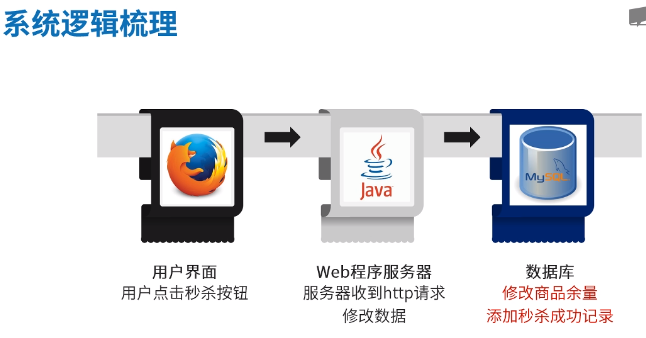 系统逻辑梳理
Java
MySQL
用户界面
用户点击秒杀按钮
Web程序服务器
服务器收到http请求
修改数据
数据库
修改商品余量
添加秒杀成功记录